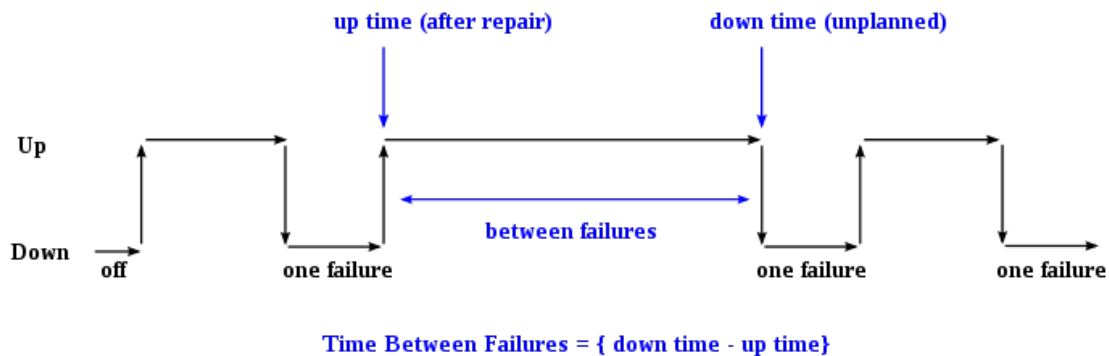 up time (after repair)
down time (unplanned)
Up
between failures
Down
off
one failure
one failure
one failure
Time Between Failures = { down time - up time}